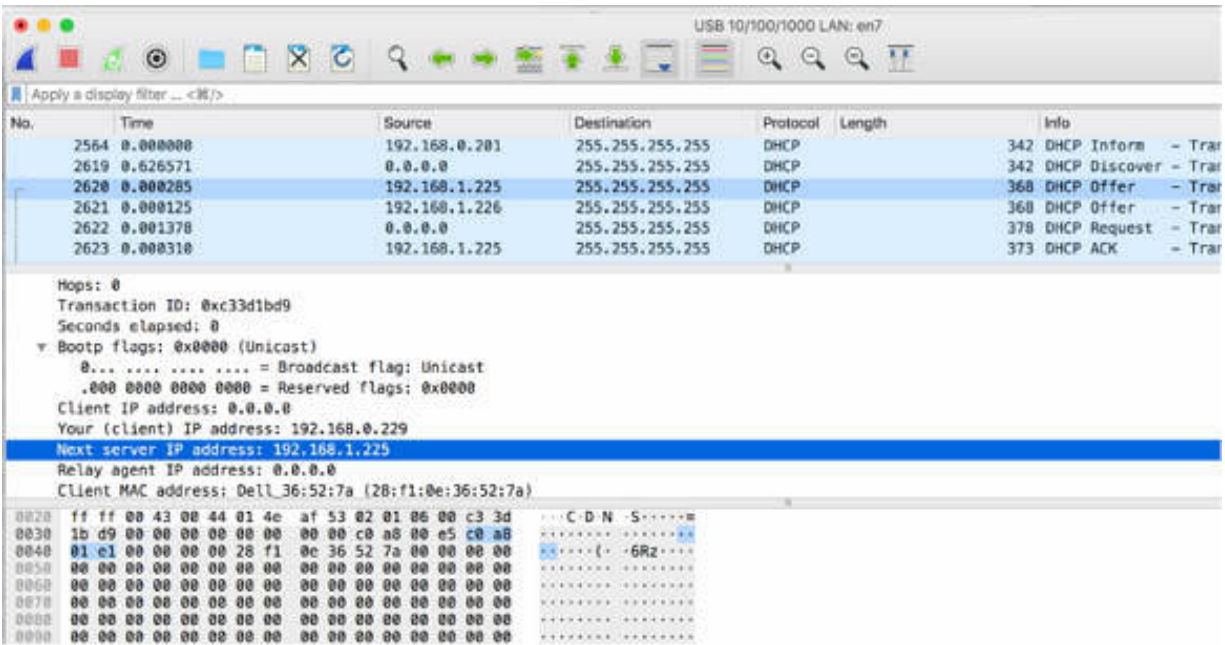 USB 10/100/1000 LAN: en7
Apply a display filter ... <⌘/>
No. Time Source Destination Protocol Length Info
2564 0.000000 192.168.0.201 255.255.255.255 DHCP 342 DHCP Inform - Tran
2619 0.626571 0.0.0.0 255.255.255.255 DHCP 342 DHCP Discover - Tran
2620 0.000285 192.168.1.225 255.255.255.255 DHCP 368 DHCP Offer - Tran
2621 0.000125 192.168.1.226 255.255.255.255 DHCP 368 DHCP Offer - Tran
2622 0.001378 0.0.0.0 255.255.255.255 DHCP 378 DHCP Request - Tran
2623 0.000310 192.168.1.225 255.255.255.255 DHCP 373 DHCP ACK - Tran
Hops: 0
Transaction ID: 0xc33d1bd9
Seconds elapsed: 0
Bootp flags: 0x0000 (Unicast)
0... .... .... .... = Broadcast flag: Unicast
.000 0000 0000 0000 = Reserved flags: 0x0000
Client IP address: 0.0.0.0
Your (client) IP address: 192.168.0.229
Next server IP address: 192.168.1.225
Relay agent IP address: 0.0.0.0
Client MAC address: Dell_36:52:7a (28:f1:0e:36:52:7a)
0020 ff ff 00 43 00 44 01 4e af 53 02 01 06 00 c3 3d ···C·D·N ·S·····=
0030 1b d9 00 00 00 00 00 00 00 00 c0 a8 00 e5 c0 a8 ········ ········
0040 01 e1 00 00 00 00 28 f1 0e 36 52 7a 00 00 00 00 ······(· ·6Rz····
0050 00 00 00 00 00 00 00 00 00 00 00 00 00 00 00 00 ········ ········
0060 00 00 00 00 00 00 00 00 00 00 00 00 00 00 00 00 ········ ········
0070 00 00 00 00 00 00 00 00 00 00 00 00 00 00 00 00 ········ ········
0080 00 00 00 00 00 00 00 00 00 00 00 00 00 00 00 00 ········ ········
0090 00 00 00 00 00 00 00 00 00 00 00 00 00 00 00 00 ········ ········